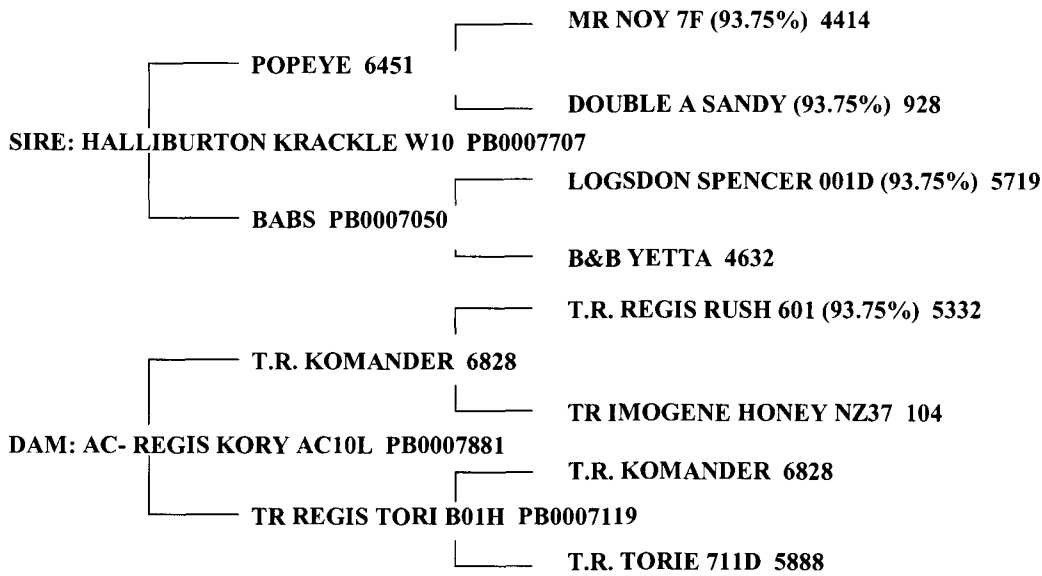 MR NOY 7F (93.75%) 4414
POPEYE 6451
DOUBLE A SANDY (93.75%) 928
SIRE: HALLIBURTON KRACKLE W10 PB0007707
LOGSDON SPENCER 001D (93.75%) 5719
BABS PB0007050
B&B YETTA 4632
T.R. REGIS RUSH 601 (93.75%) 5332
T.R. KOMANDER 6828
TR IMOGENE HONEY NZ37 104
DAM: AC- REGIS KORY AC10L PB0007881
T.R. KOMANDER 6828
TR REGIS TORI B01H PB0007119
T.R. TORIE 711D 5888